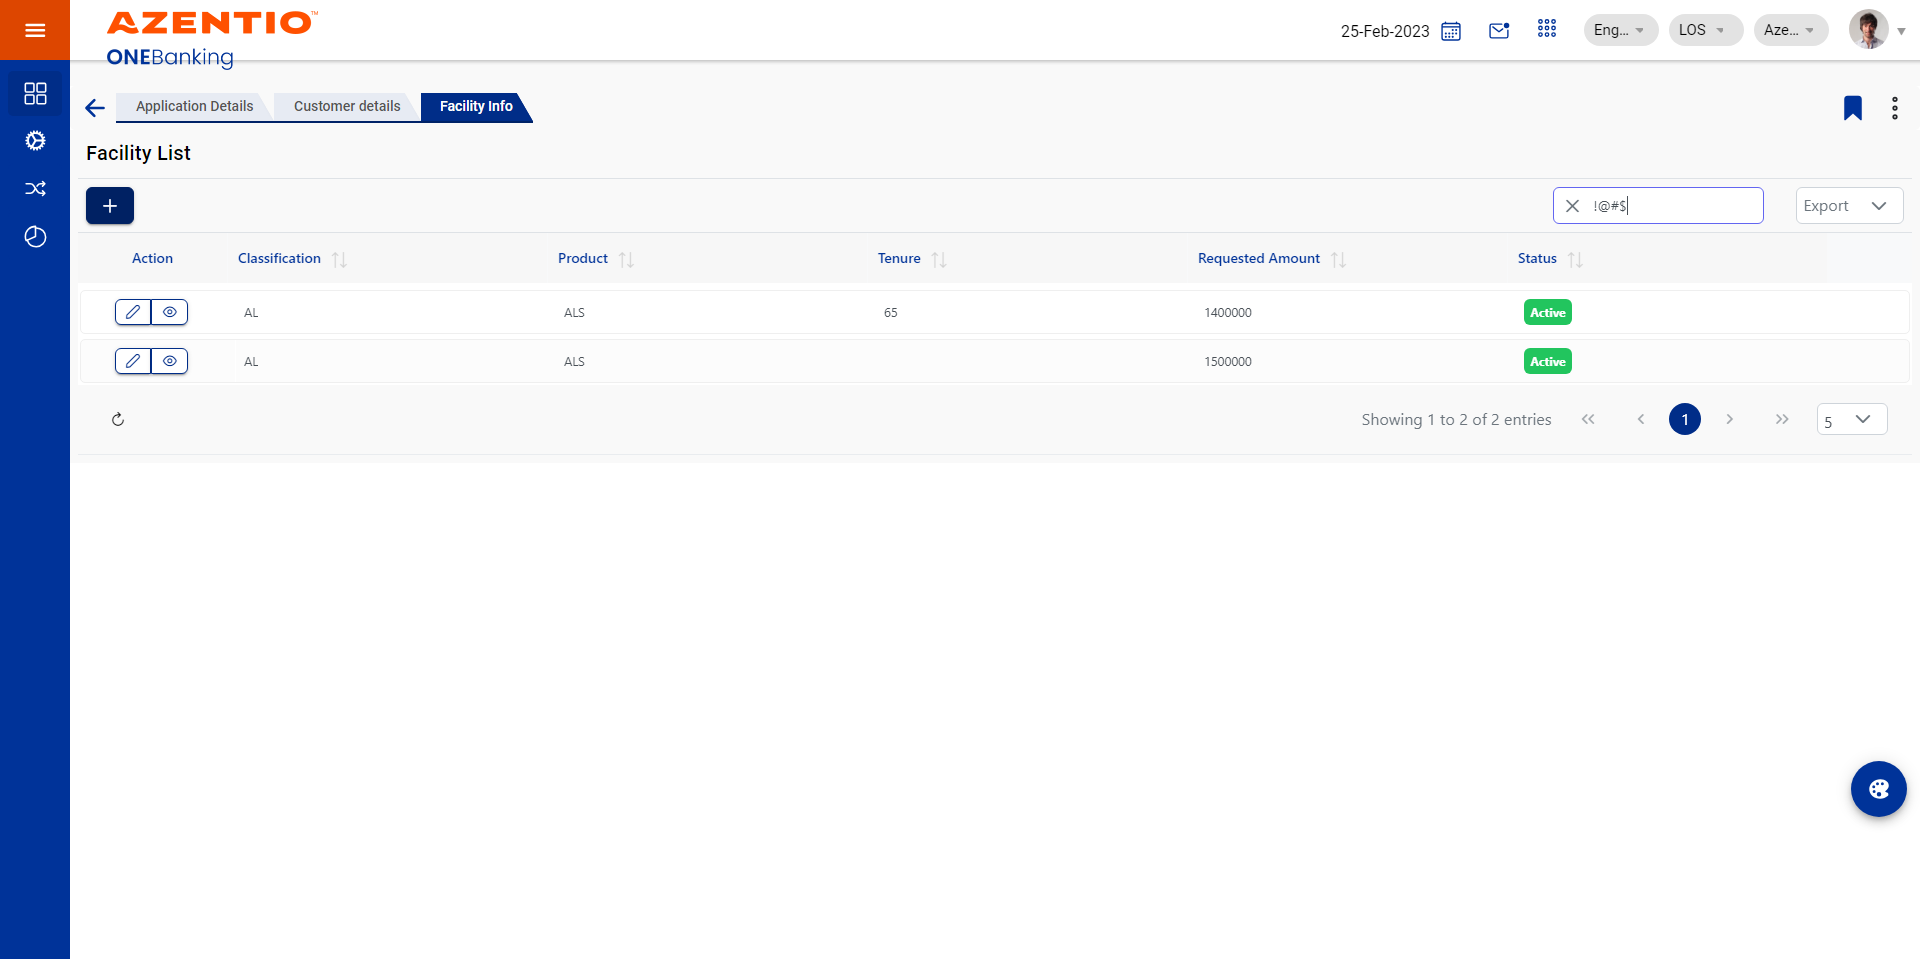 AZENTIO™
ONEBanking
25-Feb-2023
Eng...
LOS
Aze...
Application Details
Customer details
Facility Info
Facility List
+
!@#$
Export
Action Classification Product Tenure Requested Amount Status
AL ALS 65 1400000 Active
AL ALS 1500000 Active
Showing 1 to 2 of 2 entries
1
5